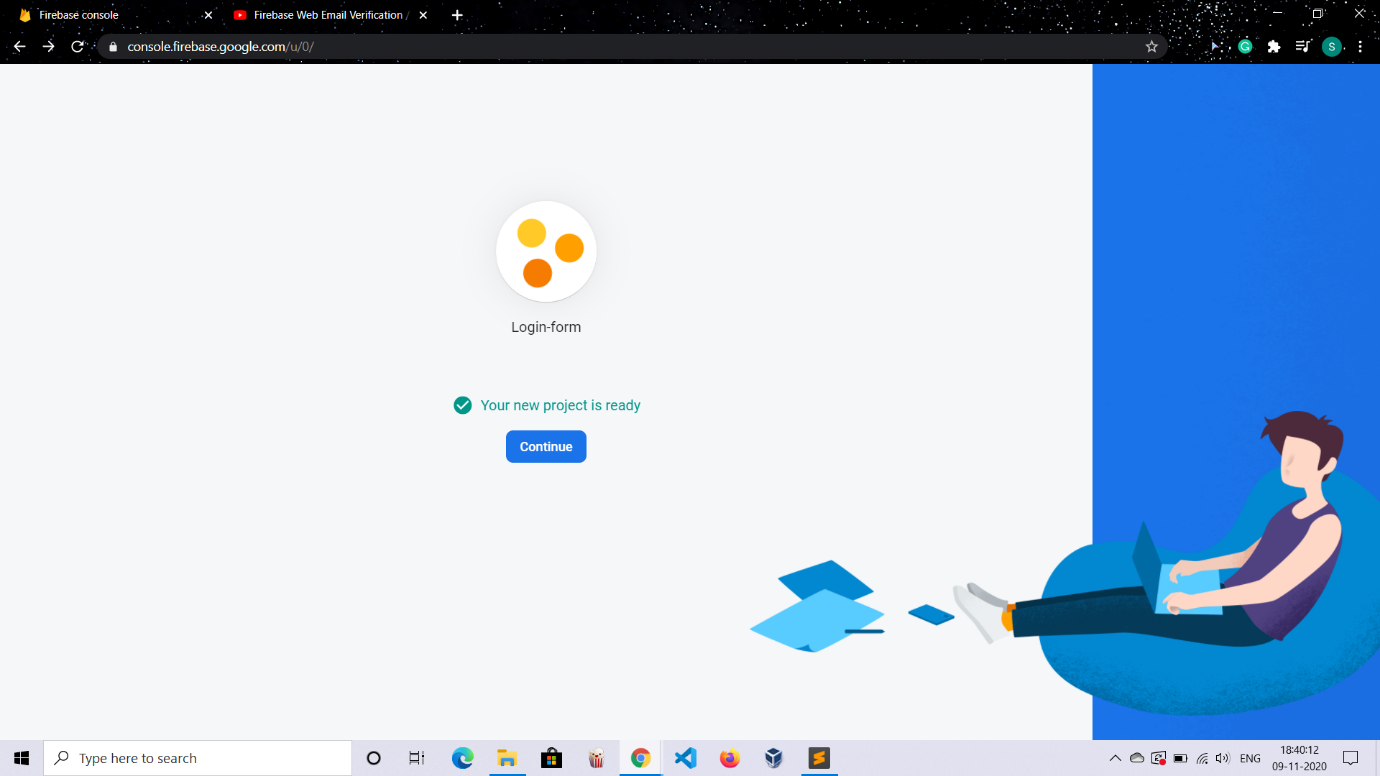 Firebase console
Firebase Web Email Verification /
console.firebase.google.com/u/0/
G
S
Login-form
Your new project is ready
Continue
Type here to search
ENG
18:40:12
09-11-2020